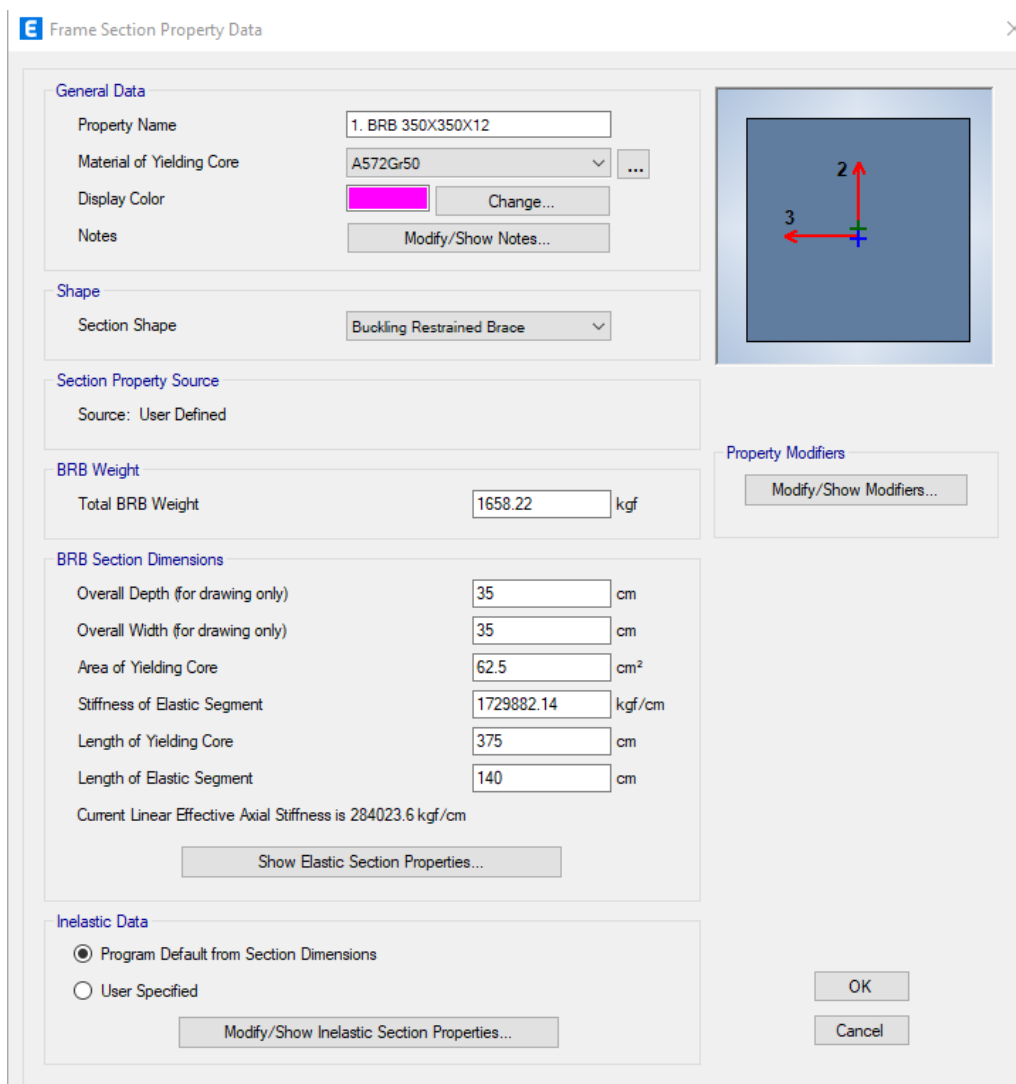 E Frame Section Property Data
General Data
Property Name 1. BRB 350X350X12
Material of Yielding Core A572Gr50 ...
Display Color Change...
Notes Modify/Show Notes...
2
3
Shape
Section Shape Buckling Restrained Brace
Section Property Source
Source: User Defined
Property Modifiers
Modify/Show Modifiers...
BRB Weight
Total BRB Weight 1658.22 kgf
BRB Section Dimensions
Overall Depth (for drawing only) 35 cm
Overall Width (for drawing only) 35 cm
Area of Yielding Core 62.5 cm²
Stiffness of Elastic Segment 1729882.14 kgf/cm
Length of Yielding Core 375 cm
Length of Elastic Segment 140 cm
Current Linear Effective Axial Stiffness is 284023.6 kgf/cm
Show Elastic Section Properties...
Inelastic Data
Program Default from Section Dimensions
User Specified
Modify/Show Inelastic Section Properties...
OK
Cancel